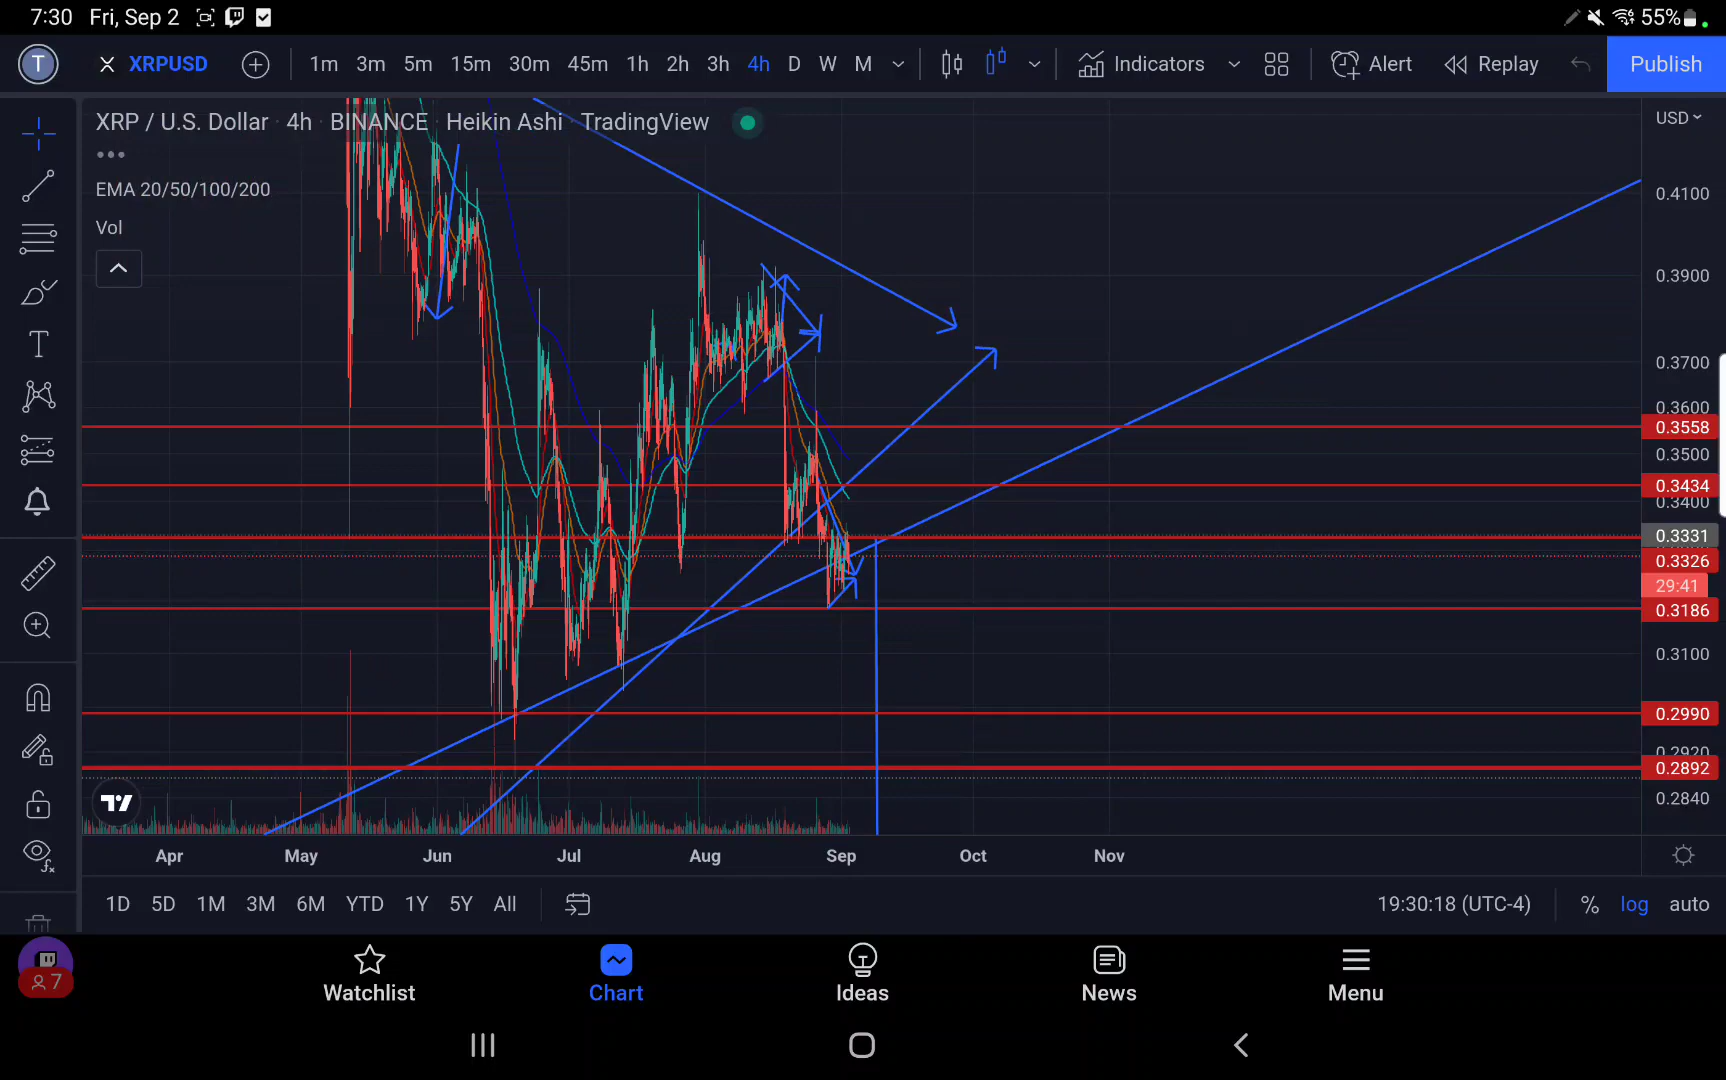 7:30 Fri, Sep 2 55%
T XRPUSD 1m 3m 5m 15m 30m 45m 1h 2h 3h 4h D W M Indicators Alert Replay Publish
XRP / U.S. Dollar · 4h · BINANCE · Heikin Ashi · TradingView
USD
EMA 20/50/100/200
Vol
0.4100
0.3900
0.3700
0.3600
0.3558
0.3500
0.3434
0.3400
0.3331
0.3326
29:41
0.3186
0.3100
0.2990
0.2920
0.2892
0.2840
Apr May Jun Jul Aug Sep Oct Nov
1D 5D 1M 3M 6M YTD 1Y 5Y All 19:30:18 (UTC-4) % log auto
7
Watchlist Chart Ideas News Menu